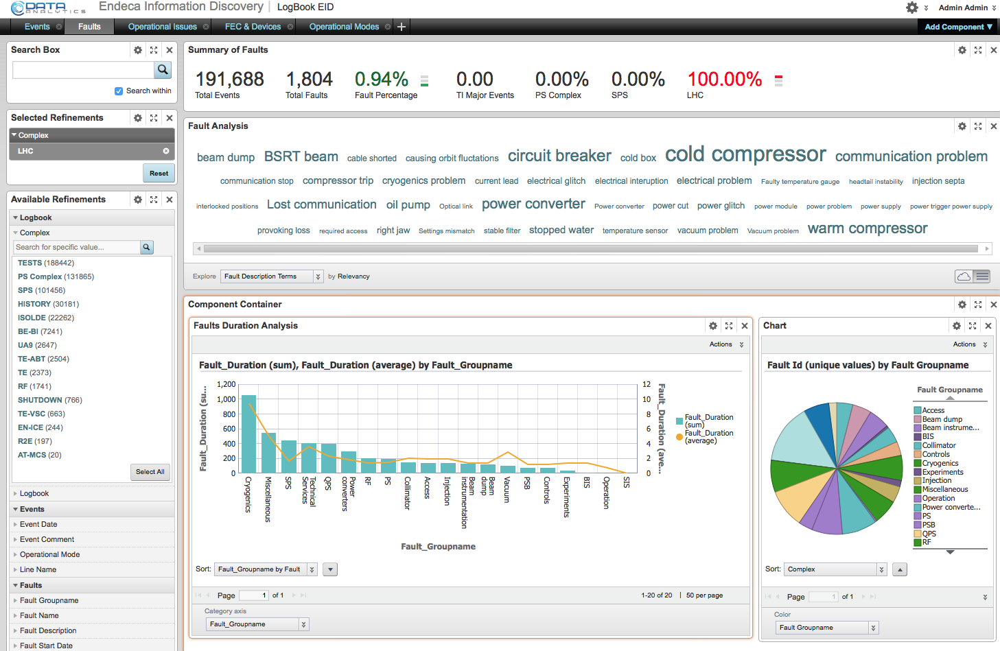 DATA ANALYTICS
Endeca Information Discovery | LogBook EID
Admin Admin
Events
Faults
Operational Issues
FEC & Devices
Operational Modes
+
Add Component ▼
Search Box
Search within
Selected Refinements
Complex
LHC
Reset
Available Refinements
Logbook
Complex
Search for specific value...
TESTS (188442)
PS Complex (131865)
SPS (101456)
HISTORY (30181)
ISOLDE (22262)
BE-BI (7241)
UA9 (2647)
TE-ABT (2504)
TE (2373)
RF (1741)
SHUTDOWN (766)
TE-VSC (663)
EN-ICE (244)
R2E (197)
AT-MCS (20)
Select All
Logbook
Events
Event Date
Event Comment
Operational Mode
Line Name
Faults
Fault Groupname
Fault Name
Fault Description
Fault Start Date
Summary of Faults
191,688 1,804 0.94% 0.00 0.00% 0.00% 100.00%
Total Events Total Faults Fault Percentage TI Major Events PS Complex SPS LHC
Fault Analysis
beam dump BSRT beam cable shorted causing orbit fluctations circuit breaker cold box cold compressor communication problem
communication stop compressor trip cryogenics problem current lead electrical glitch electrical interuption electrical problem Faulty temperature gauge headtail instability injection septa
interlocked positions Lost communication oil pump Optical link power converter Power converter power cut power glitch power module power problem power supply power trigger power supply
provoking loss required access right jaw Settings mismatch stable filter stopped water temperature sensor vacuum problem Vacuum problem warm compressor
Explore Fault Description Terms by Relevancy
Component Container
Faults Duration Analysis
Actions
Fault_Duration (sum), Fault_Duration (average) by Fault_Groupname
Fault_Duration (su...
1,200
1,000
800
600
400
200
0
12
10
8
6
4
2
0
Fault_Duration (ave...
Fault_Duration (sum)
Fault_Duration (average)
Cryogenics
Miscellaneous
SPS
Technical Services
QPS
Power converters
RF
PS
Collimator
Access
Injection
Beam instrumentation
Beam dump
Vacuum
PSB
Controls
Experiments
BIS
Operation
SIS
Fault_Groupname
Sort: Fault_Groupname by Fault
Page 1 of 1
1-20 of 20 | 50 per page
Category axis
Fault_Groupname
Chart
Actions
Fault Id (unique values) by Fault Groupname
Fault Groupname
Access
Beam dump
Beam instrume...
BIS
Collimator
Controls
Cryogenics
Experiments
Injection
Miscellaneous
Operation
Power converte...
PS
PSB
QPS
RF
Sort: Complex
Page 1 of 1
Color
Fault Groupname